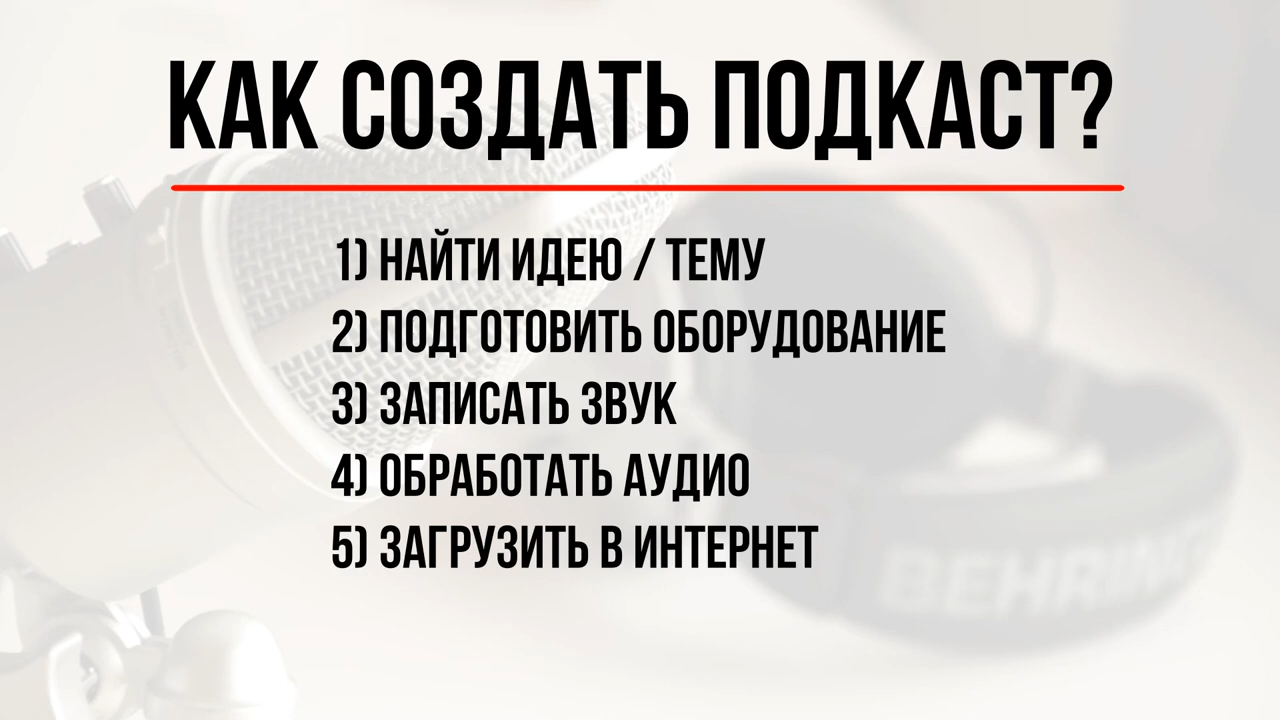 КАК СОЗДАТЬ ПОДКАСТ?
1) НАЙТИ ИДЕЮ / ТЕМУ
2) ПОДГОТОВИТЬ ОБОРУДОВАНИЕ
3) ЗАПИСАТЬ ЗВУК
4) ОБРАБОТАТЬ АУДИО
5) ЗАГРУЗИТЬ В ИНТЕРНЕТ